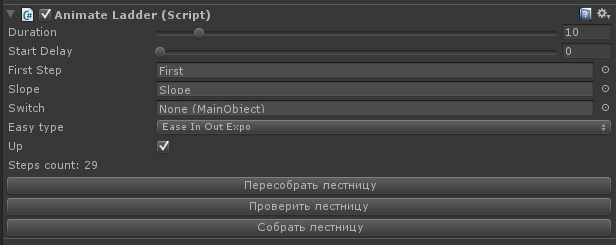 Animate Ladder (Script)
Duration 10
Start Delay 0
First Step First
Slope Slope
Switch None (MainObject)
Easy type Ease In Out Expo
Up
Steps count: 29
Пересобрать лестницу
Проверить лестницу
Собрать лестницу